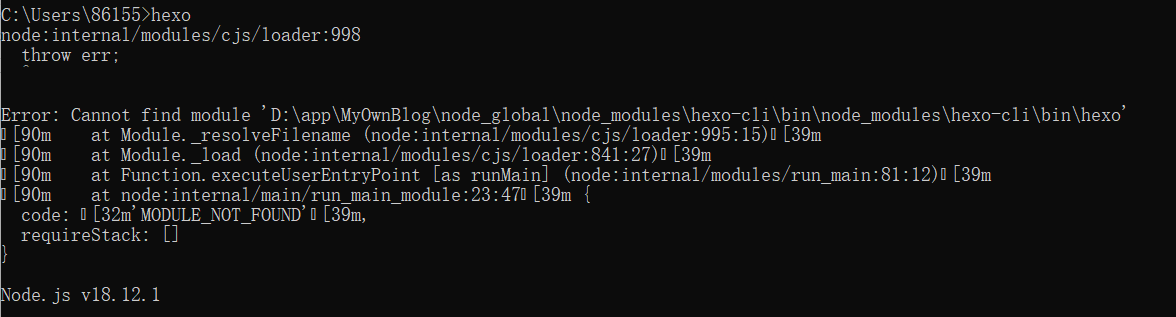 C:\Users\86155>hexo
node:internal/modules/cjs/loader:998
  throw err;
  ^

Error: Cannot find module 'D:\app\MyOwnBlog\node_global\node_modules\hexo-cli\bin\node_modules\hexo-cli\bin\hexo'
[90m    at Module._resolveFilename (node:internal/modules/cjs/loader:995:15)[39m
[90m    at Module._load (node:internal/modules/cjs/loader:841:27)[39m
[90m    at Function.executeUserEntryPoint [as runMain] (node:internal/modules/run_main:81:12)[39m
[90m    at node:internal/main/run_main_module:23:47[39m {
  code: [32m'MODULE_NOT_FOUND'[39m,
  requireStack: []
}

Node.js v18.12.1